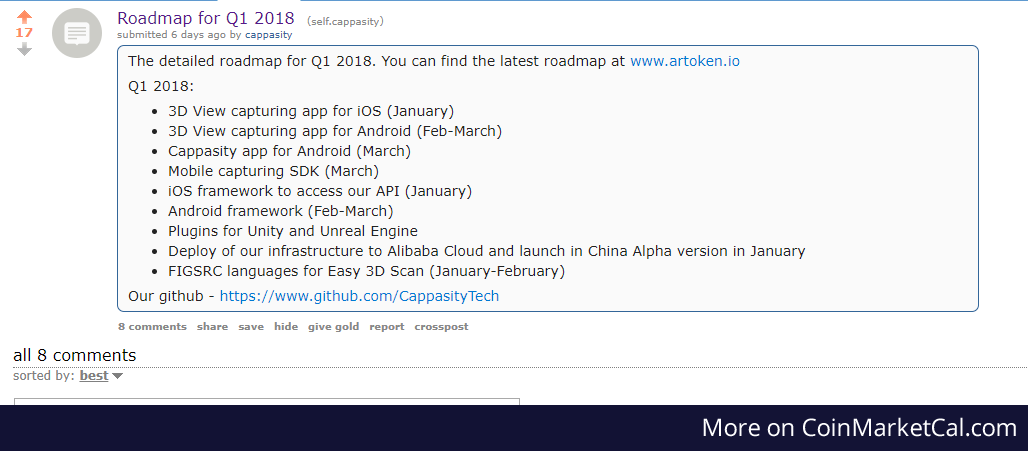 Roadmap for Q1 2018 (self.cappasity)
17
submitted 6 days ago by cappasity
The detailed roadmap for Q1 2018. You can find the latest roadmap at www.artoken.io
Q1 2018:
• 3D View capturing app for iOS (January)
• 3D View capturing app for Android (Feb-March)
• Cappasity app for Android (March)
• Mobile capturing SDK (March)
• iOS framework to access our API (January)
• Android framework (Feb-March)
• Plugins for Unity and Unreal Engine
• Deploy of our infrastructure to Alibaba Cloud and launch in China Alpha version in January
• FIGSRC languages for Easy 3D Scan (January-February)
Our github - https://www.github.com/CappasityTech
8 comments share save hide give gold report crosspost
all 8 comments
sorted by: best
More on CoinMarketCal.com